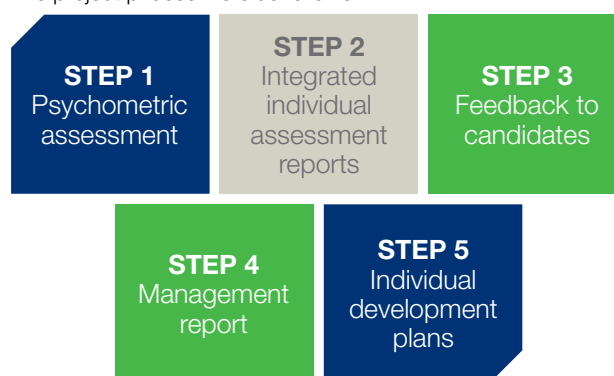 STEP 1
Psychometric
assessment
STEP 2
Integrated
individual
assessment
reports
STEP 3
Feedback to
candidates
STEP 4
Management
report
STEP 5
Individual
development
plans